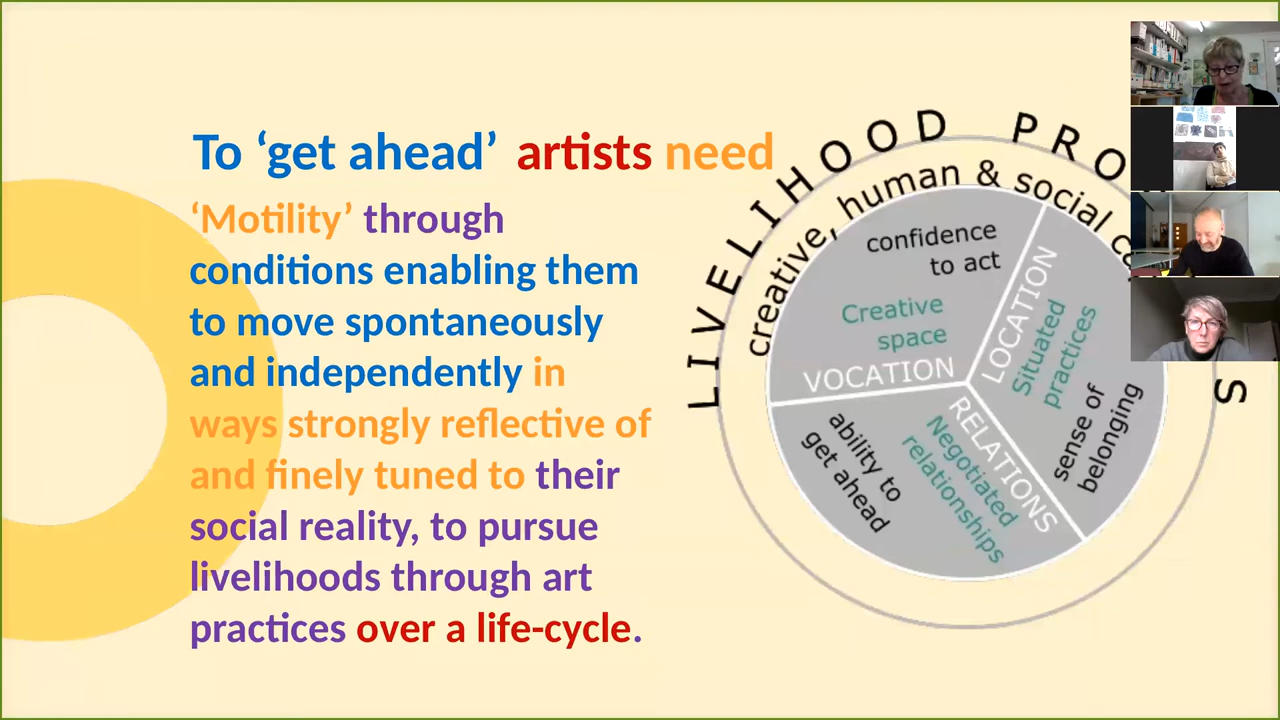 To ‘get ahead’ artists need
‘Motility’ through
conditions enabling them
to move spontaneously
and independently in
ways strongly reflective of
and finely tuned to their
social reality, to pursue
livelihoods through art
practices over a life-cycle.
LIVELIHOOD
creative, human & social
confidence
to act
Creative
space
VOCATION
LOCATION
Situated
practices
sense of
belonging
RELATIONS
Negotiated
relationships
ability to
get ahead